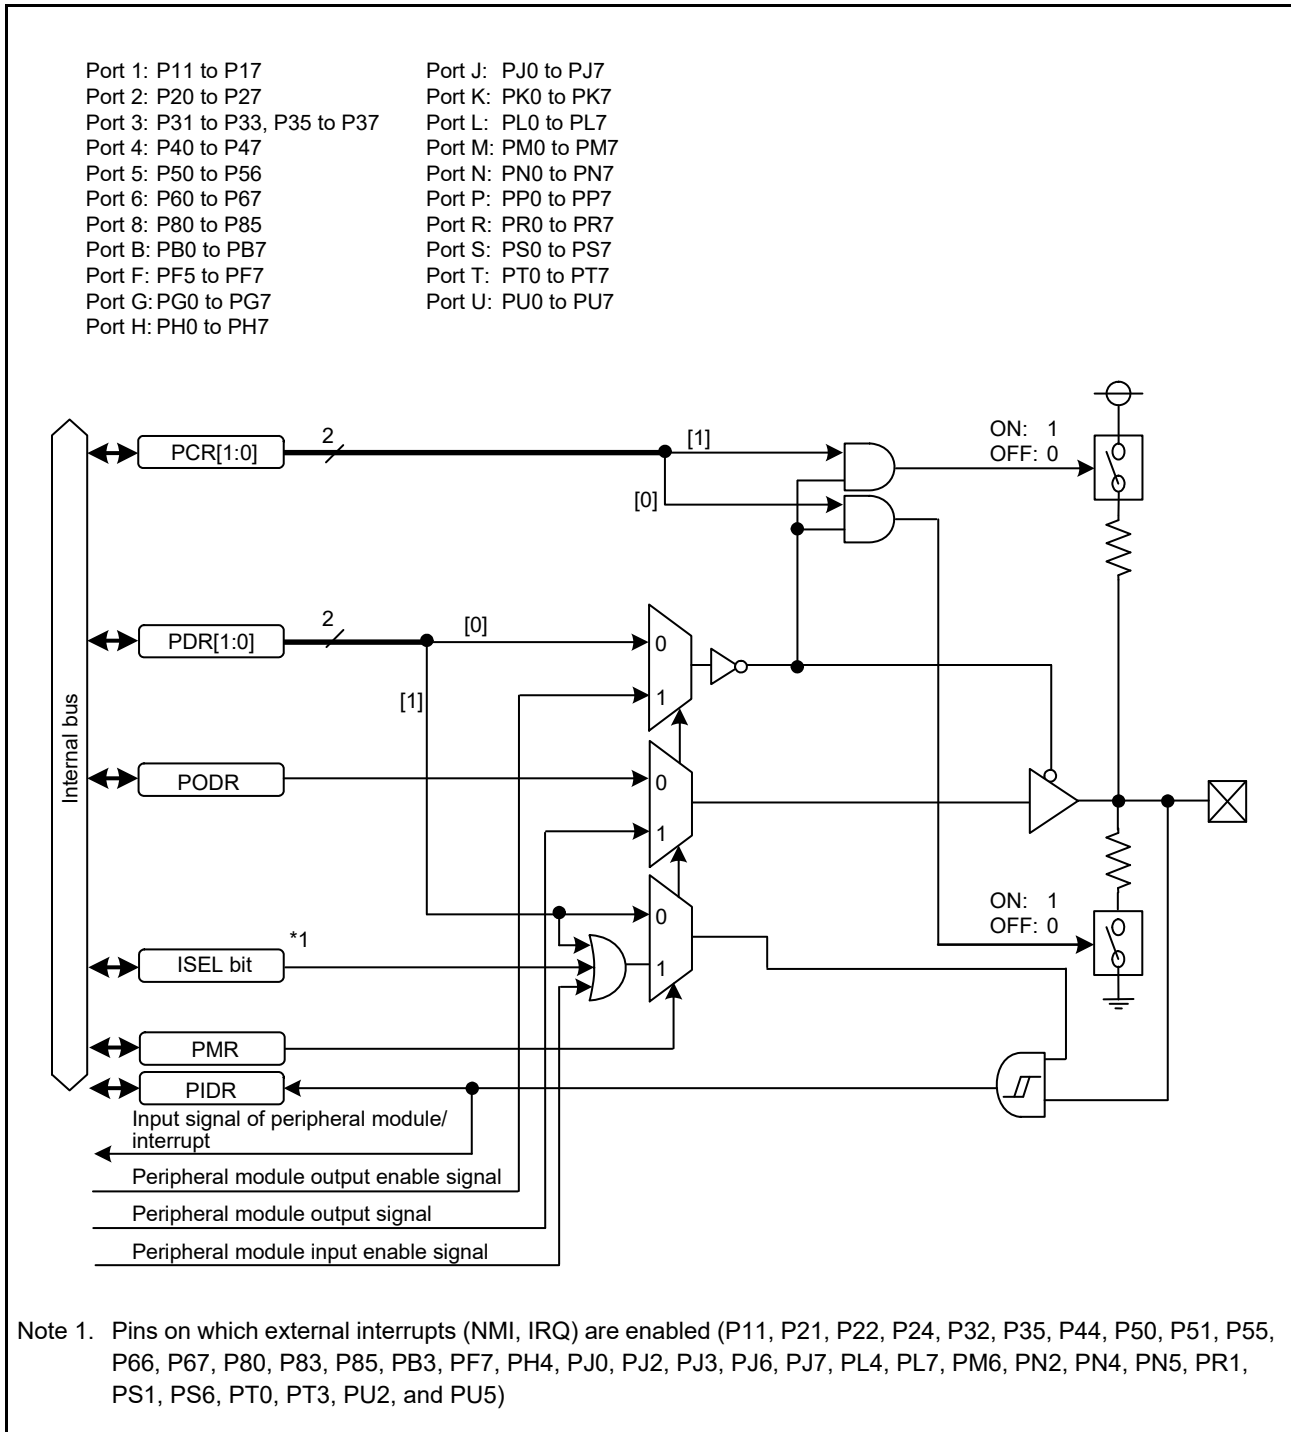 Port 1: P11 to P17
Port 2: P20 to P27
Port 3: P31 to P33, P35 to P37
Port 4: P40 to P47
Port 5: P50 to P56
Port 6: P60 to P67
Port 8: P80 to P85
Port B: PB0 to PB7
Port F: PF5 to PF7
Port G: PG0 to PG7
Port H: PH0 to PH7
Port J: PJ0 to PJ7
Port K: PK0 to PK7
Port L: PL0 to PL7
Port M: PM0 to PM7
Port N: PN0 to PN7
Port P: PP0 to PP7
Port R: PR0 to PR7
Port S: PS0 to PS7
Port T: PT0 to PT7
Port U: PU0 to PU7
Internal bus
PCR[1:0]
2
[1]
[0]
ON: 1
OFF: 0
PDR[1:0]
2
[0]
[1]
0
1
PODR
0
1
ISEL bit
*1
0
1
ON: 1
OFF: 0
PMR
PIDR
Input signal of peripheral module/
interrupt
Peripheral module output enable signal
Peripheral module output signal
Peripheral module input enable signal
Note 1. Pins on which external interrupts (NMI, IRQ) are enabled (P11, P21, P22, P24, P32, P35, P44, P50, P51, P55,
P66, P67, P80, P83, P85, PB3, PF7, PH4, PJ0, PJ2, PJ3, PJ6, PJ7, PL4, PL7, PM6, PN2, PN4, PN5, PR1,
PS1, PS6, PT0, PT3, PU2, and PU5)